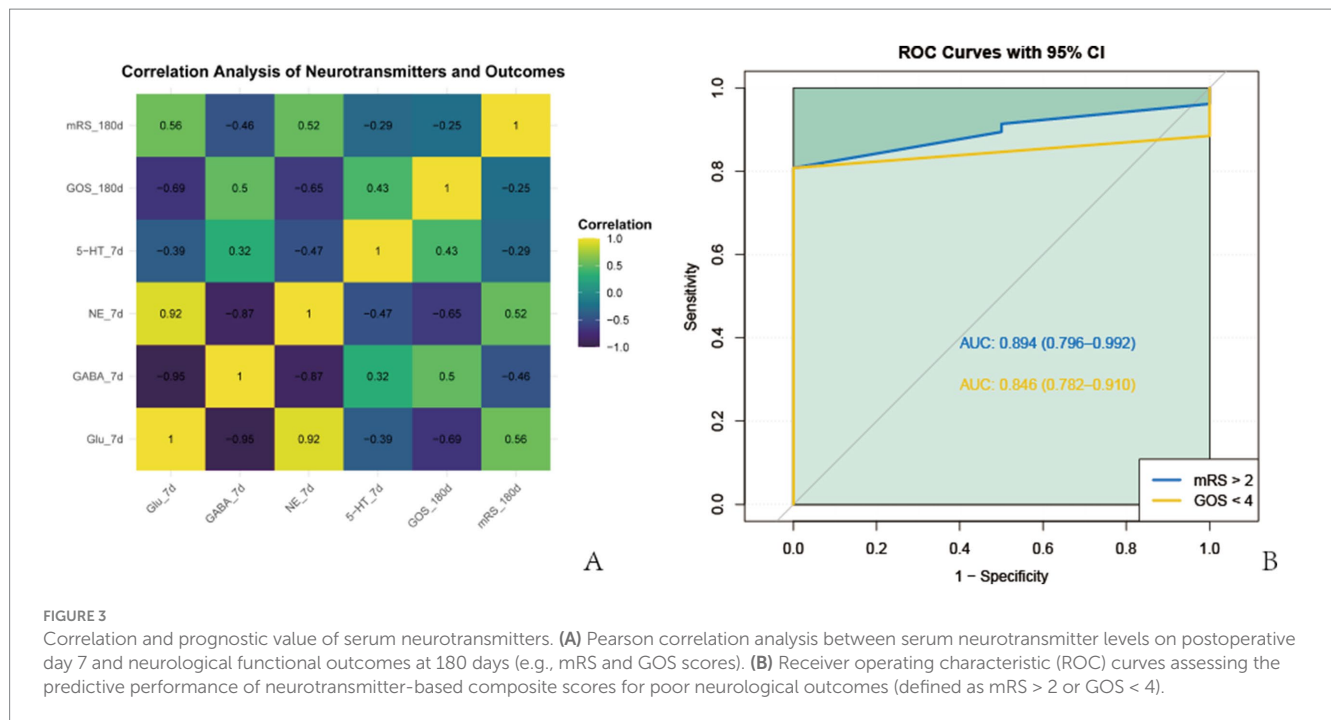 Correlation Analysis of Neurotransmitters and Outcomes
mRS_180d 0.56 −0.46 0.52 −0.29 −0.25 1
GOS_180d −0.69 0.5 −0.65 0.43 1 −0.25
5−HT_7d −0.39 0.32 −0.47 1 0.43 −0.29
NE_7d 0.92 −0.87 1 −0.47 −0.65 0.52
GABA_7d −0.95 1 −0.87 0.32 0.5 −0.46
Glu_7d 1 −0.95 0.92 −0.39 −0.69 0.56
Glu_7d GABA_7d NE_7d 5−HT_7d GOS_180d mRS_180d
Correlation
1.0
0.5
0.0
−0.5
−1.0
A
ROC Curves with 95% CI
Sensitivity
1.0
0.8
0.6
0.4
0.2
0.0
AUC: 0.894 (0.796–0.992)
AUC: 0.846 (0.782–0.910)
mRS > 2
GOS < 4
0.0 0.2 0.4 0.6 0.8 1.0
1 − Specificity
B
FIGURE 3
Correlation and prognostic value of serum neurotransmitters. (A) Pearson correlation analysis between serum neurotransmitter levels on postoperative
day 7 and neurological functional outcomes at 180 days (e.g., mRS and GOS scores). (B) Receiver operating characteristic (ROC) curves assessing the
predictive performance of neurotransmitter-based composite scores for poor neurological outcomes (defined as mRS > 2 or GOS < 4).